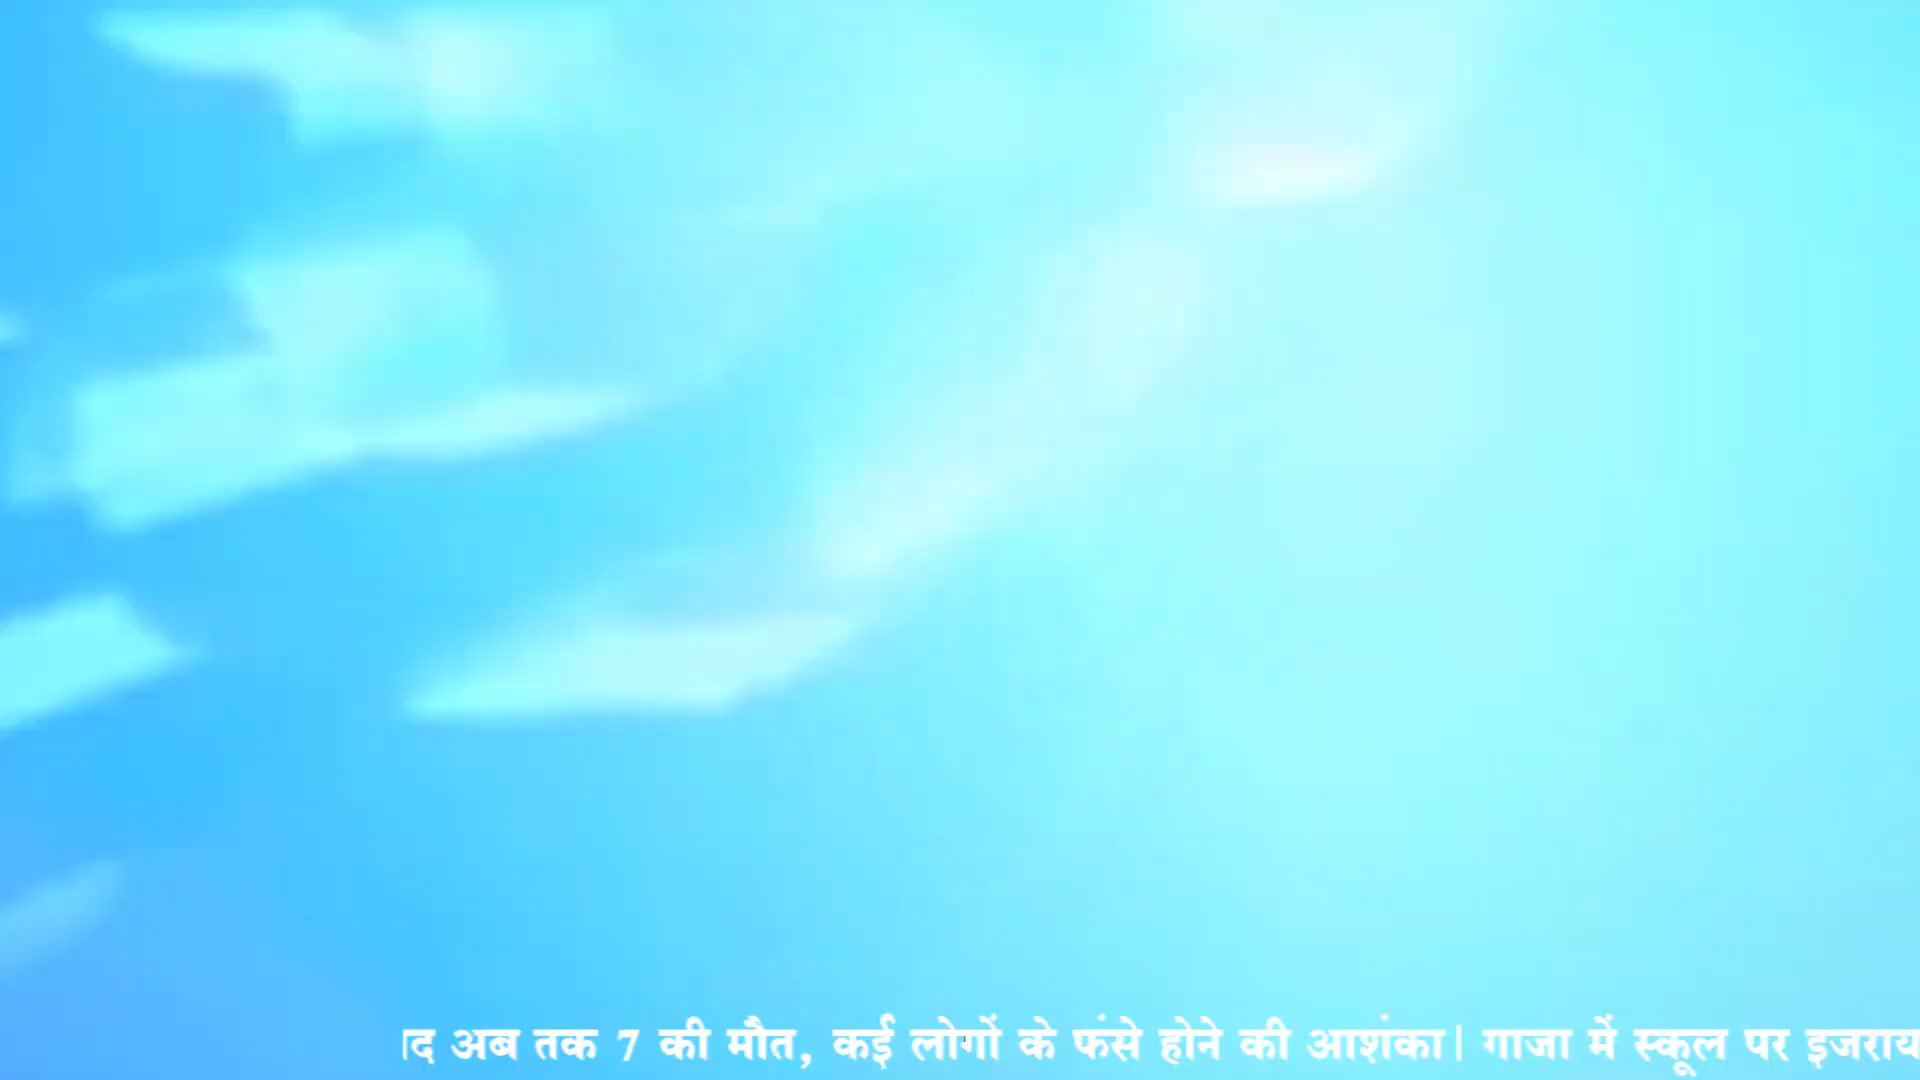 ाद अब तक 7 की मौत, कई लोगों के फंसे होने की आशंका| गाजा में स्कूल पर इजराय